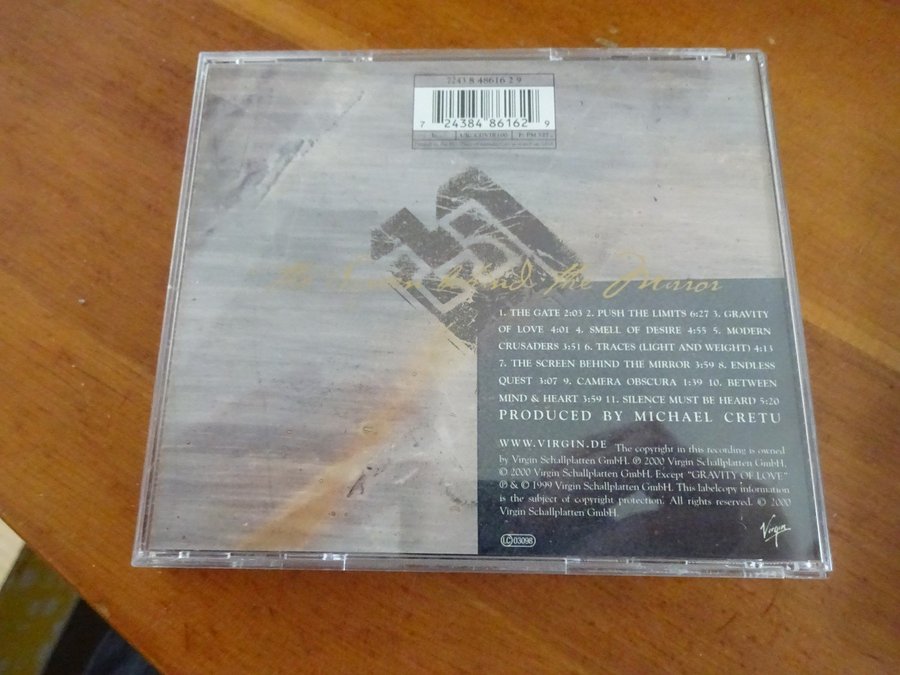 7243 8 48616 2 9
7 24384 86162 9
UK: CDVIR100 F: PM 527
behind the Mirror
1. THE GATE 2:03 2. PUSH THE LIMITS 6:27 3. GRAVITY
OF LOVE 4:01 4. SMELL OF DESIRE 4:55 5. MODERN
CRUSADERS 3:51 6. TRACES (LIGHT AND WEIGHT) 4:13
7. THE SCREEN BEHIND THE MIRROR 3:59 8. ENDLESS
QUEST 3:07 9. CAMERA OBSCURA 1:39 10. BETWEEN
MIND & HEART 3:59 11. SILENCE MUST BE HEARD 5:20
PRODUCED BY MICHAEL CRETU
WWW.VIRGIN.DE The copyright in this recording is owned
by Virgin Schallplatten GmbH. ℗ 2000 Virgin Schallplatten GmbH.
© 2000 Virgin Schallplatten GmbH. Except "GRAVITY OF LOVE"
℗ & © 1999 Virgin Schallplatten GmbH. This labelcopy information
is the subject of copyright protection. All rights reserved. © 2000
Virgin Schallplatten GmbH.
Virgin
LC 03098